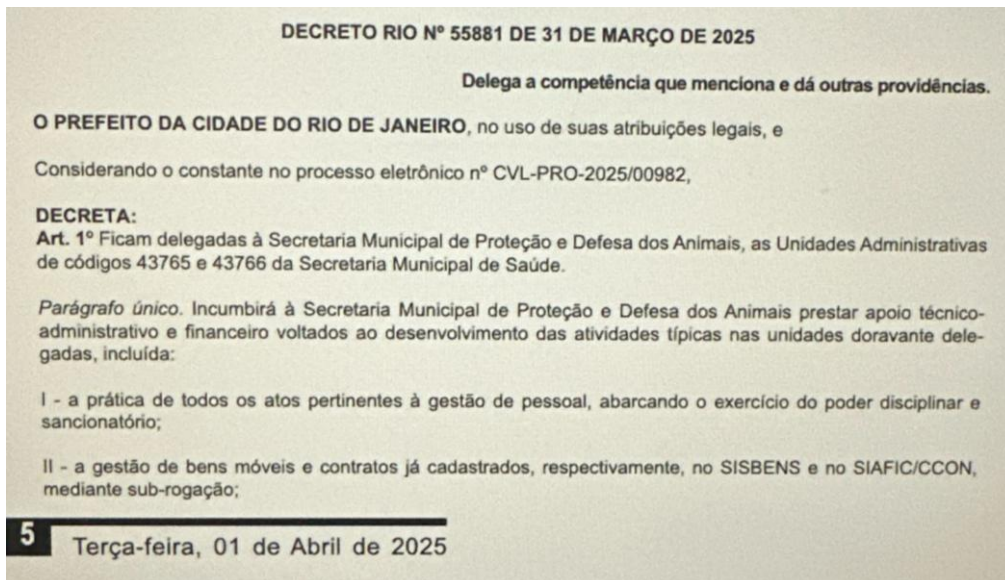 DECRETO RIO Nº 55881 DE 31 DE MARÇO DE 2025
Delega a competência que menciona e dá outras providências.
O PREFEITO DA CIDADE DO RIO DE JANEIRO, no uso de suas atribuições legais, e
Considerando o constante no processo eletrônico nº CVL-PRO-2025/00982,
DECRETA:
Art. 1º Ficam delegadas à Secretaria Municipal de Proteção e Defesa dos Animais, as Unidades Administrativas
de códigos 43765 e 43766 da Secretaria Municipal de Saúde.
Parágrafo único. Incumbirá à Secretaria Municipal de Proteção e Defesa dos Animais prestar apoio técnico-
administrativo e financeiro voltados ao desenvolvimento das atividades típicas nas unidades doravante dele-
gadas, incluída:
I - a prática de todos os atos pertinentes à gestão de pessoal, abarcando o exercício do poder disciplinar e
sancionatório;
II - a gestão de bens móveis e contratos já cadastrados, respectivamente, no SISBENS e no SIAFIC/CCON,
mediante sub-rogação;
5 Terça-feira, 01 de Abril de 2025